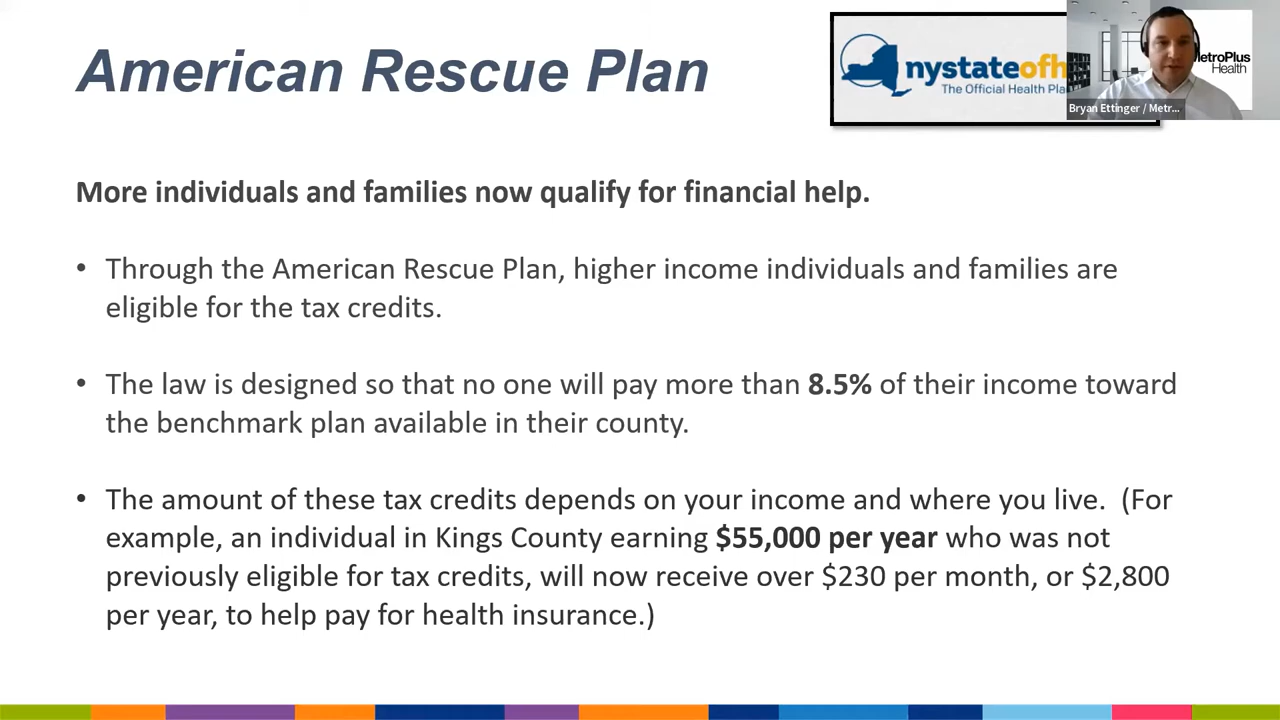 American Rescue Plan
nystateofh
The Official Health Pla
MetroPlus
Health
Bryan Ettinger / Metr...
More individuals and families now qualify for financial help.
• Through the American Rescue Plan, higher income individuals and families are
eligible for the tax credits.
• The law is designed so that no one will pay more than 8.5% of their income toward
the benchmark plan available in their county.
• The amount of these tax credits depends on your income and where you live. (For
example, an individual in Kings County earning $55,000 per year who was not
previously eligible for tax credits, will now receive over $230 per month, or $2,800
per year, to help pay for health insurance.)